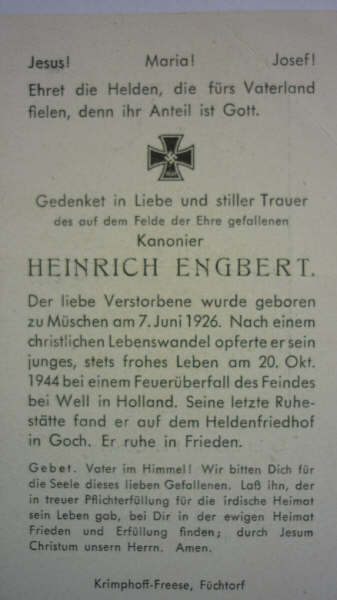 Jesus! Maria! Josef!
Ehret die Helden, die fürs Vaterland
fielen, denn ihr Anteil ist Gott.
Gedenket in Liebe und stiller Trauer
des auf dem Felde der Ehre gefallenen
Kanonier
HEINRICH ENGBERT.
Der liebe Verstorbene wurde geboren
zu Müschen am 7. Juni 1926. Nach einem
christlichen Lebenswandel opferte er sein
junges, stets frohes Leben am 20. Okt.
1944 bei einem Feuerüberfall des Feindes
bei Well in Holland. Seine letzte Ruhe-
stätte fand er auf dem Heldenfriedhof
in Goch. Er ruhe in Frieden.
Gebet. Vater im Himmel! Wir bitten Dich für
die Seele dieses lieben Gefallenen. Laß ihn, der
in treuer Pflichterfüllung für die irdische Heimat
sein Leben gab, bei Dir in der ewigen Heimat
Frieden und Erfüllung finden; durch Jesum
Christum unsern Herrn. Amen.
Krimphoff-Freese, Füchtorf